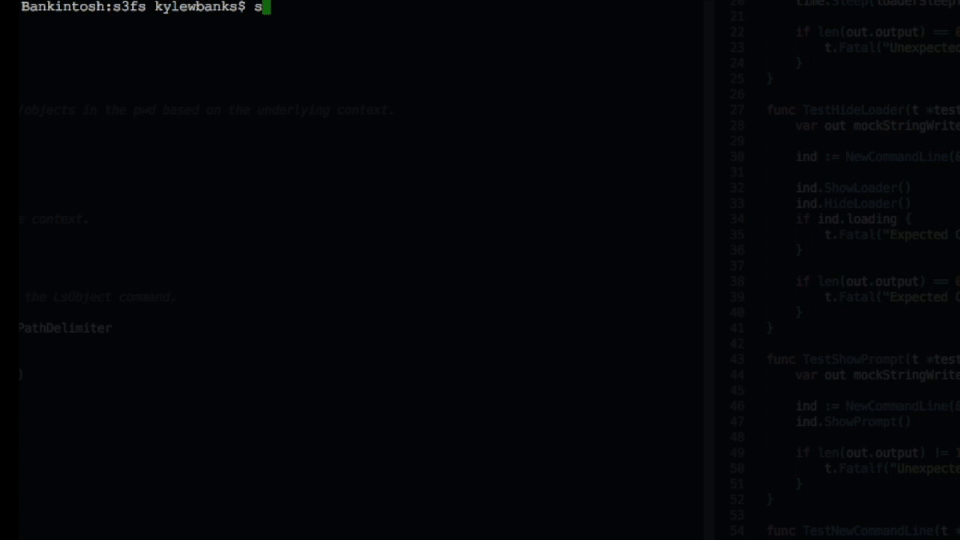 Bankintosh:s3fs kylewbanks$ s
objects in the pwd based on the underlying context.
context.
the LsObject command.
PathDelimiter
)
20 time.Sleep(loaderSleep
21
22 if len(out.output) ==
23 t.Fatal("Unexpected
24 }
25 }
26
27 func TestHideLoader(t *test
28 var out mockStringWrite
29
30 ind := NewCommandLine(
31
32 ind.ShowLoader()
33 ind.HideLoader()
34 if ind.loading {
35 t.Fatal("Expected
36 }
37
38 if len(out.output) ==
39 t.Fatal("Expected
40 }
41 }
42
43 func TestShowPrompt(t *test
44 var out mockStringWrite
45
46 ind := NewCommandLine(
47 ind.ShowPrompt()
48
49 if len(out.output) !=
50 t.Fatalf("Unexpecte
51 }
52 }
53
54 func TestNewCommandLine(t